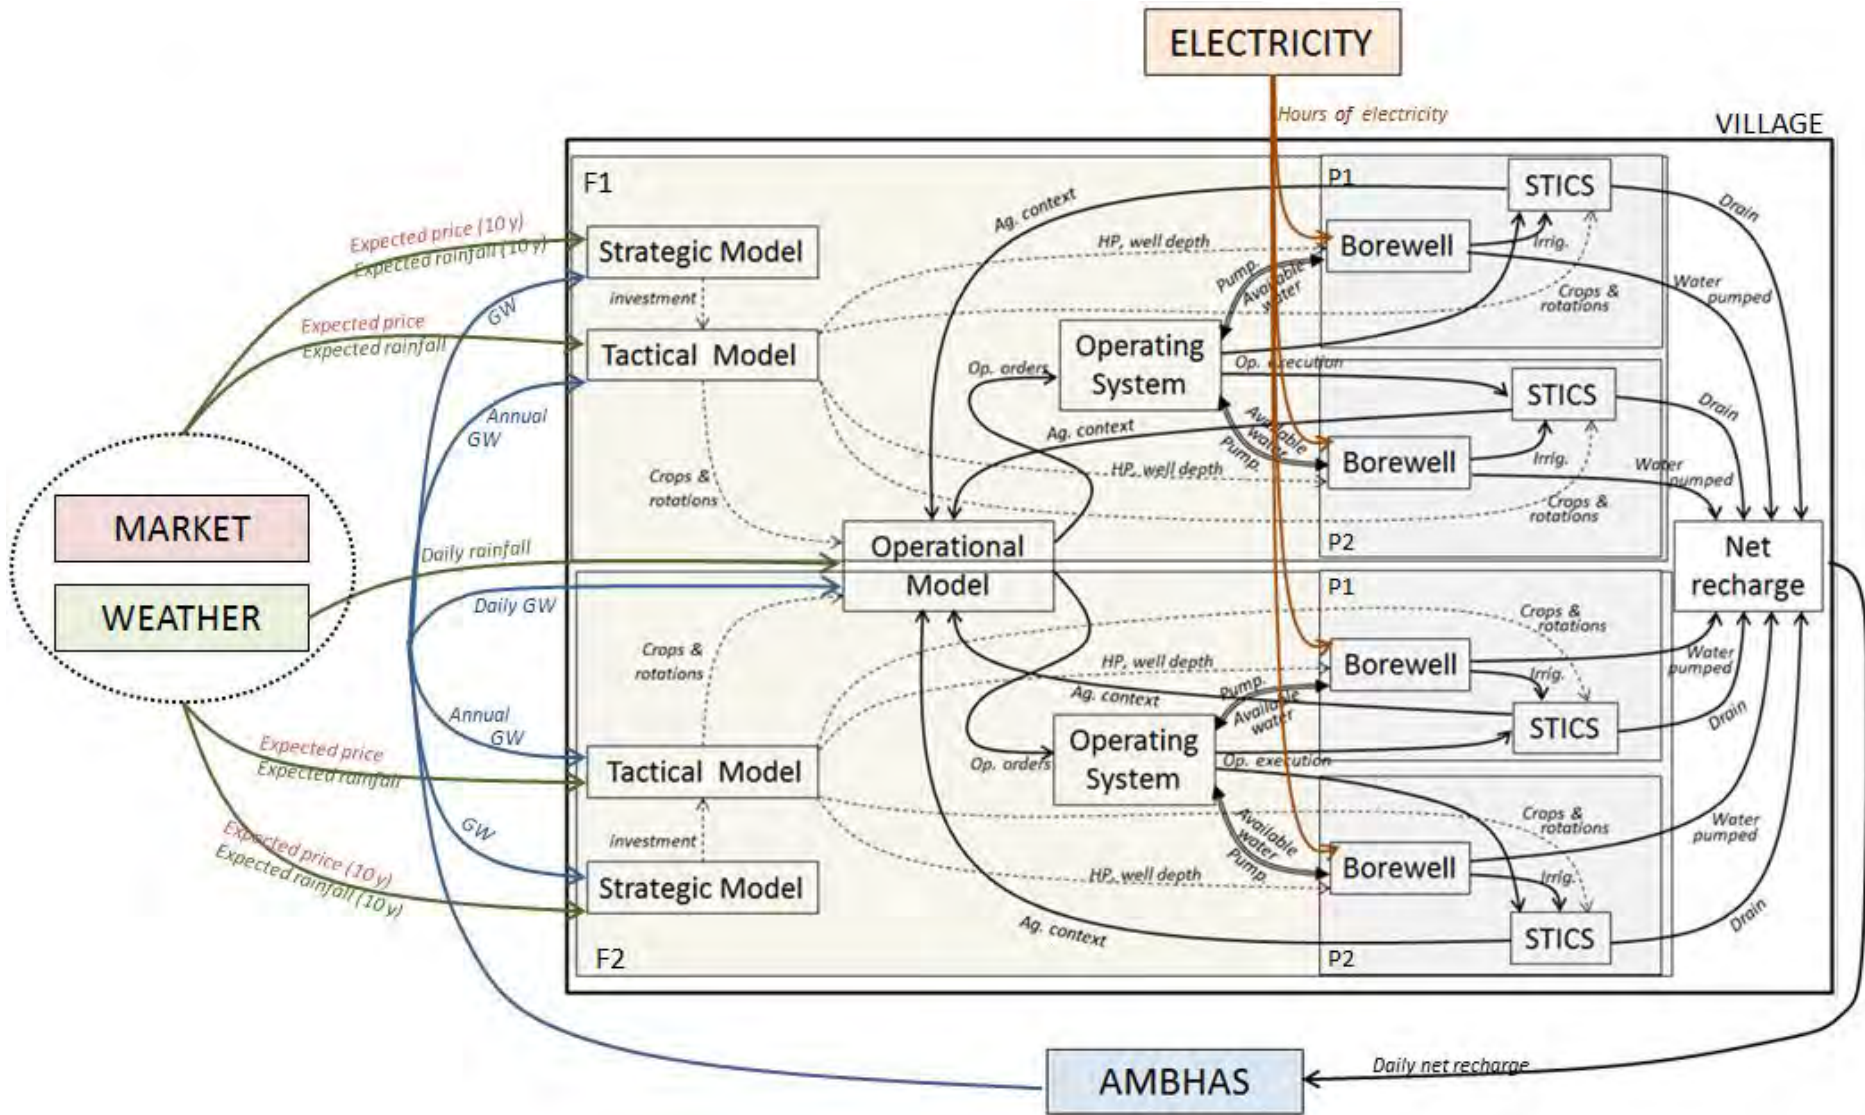 ELECTRICITY
Hours of electricity
VILLAGE
F1
P1
STICS
Ag. context
Drain
Expected price (10 y)
Expected rainfall (10 y)
Strategic Model
HP, well depth
Borewell
Irrig.
Pump.
Available
water
Water
pumped
Crops &
rotations
investment
GW
Expected price
Expected rainfall
Tactical Model
Operating
System
Op. execution
Op. orders
STICS
Drain
Annual
GW
Ag. context
Available
water
Pump.
Borewell
Irrig.
HP, well depth
Water
pumped
Crops &
rotations
Crops &
rotations
P2
MARKET
WEATHER
Daily rainfall
Daily GW
Operational
Model
Net
recharge
P1
Crops &
rotations
Crops &
rotations
HP, well depth
Borewell
Water
pumped
Irrig.
Ag. context
Pump.
Available
water
STICS
Drain
Annual
GW
Expected price
Expected rainfall
Tactical Model
Op. orders
Operating
System
Op. execution
Crops &
rotations
Water
pumped
Available
water
Pump.
GW
investment
Expected price (10 y)
Expected rainfall (10 y)
Strategic Model
HP, well depth
Borewell
Irrig.
Ag. context
STICS
Drain
F2
P2
AMBHAS
Daily net recharge